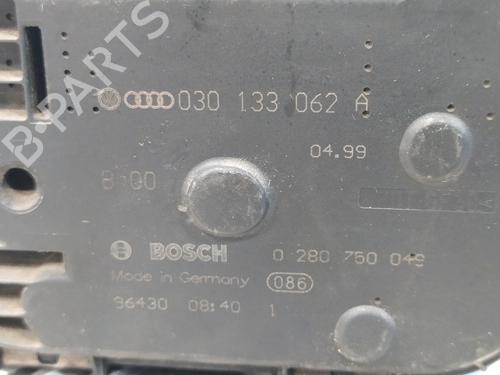 B-PARTS
030 133 062 A
04.99
BOSCH 0 280 750 049
Made in Germany 086
96430 08:40 1